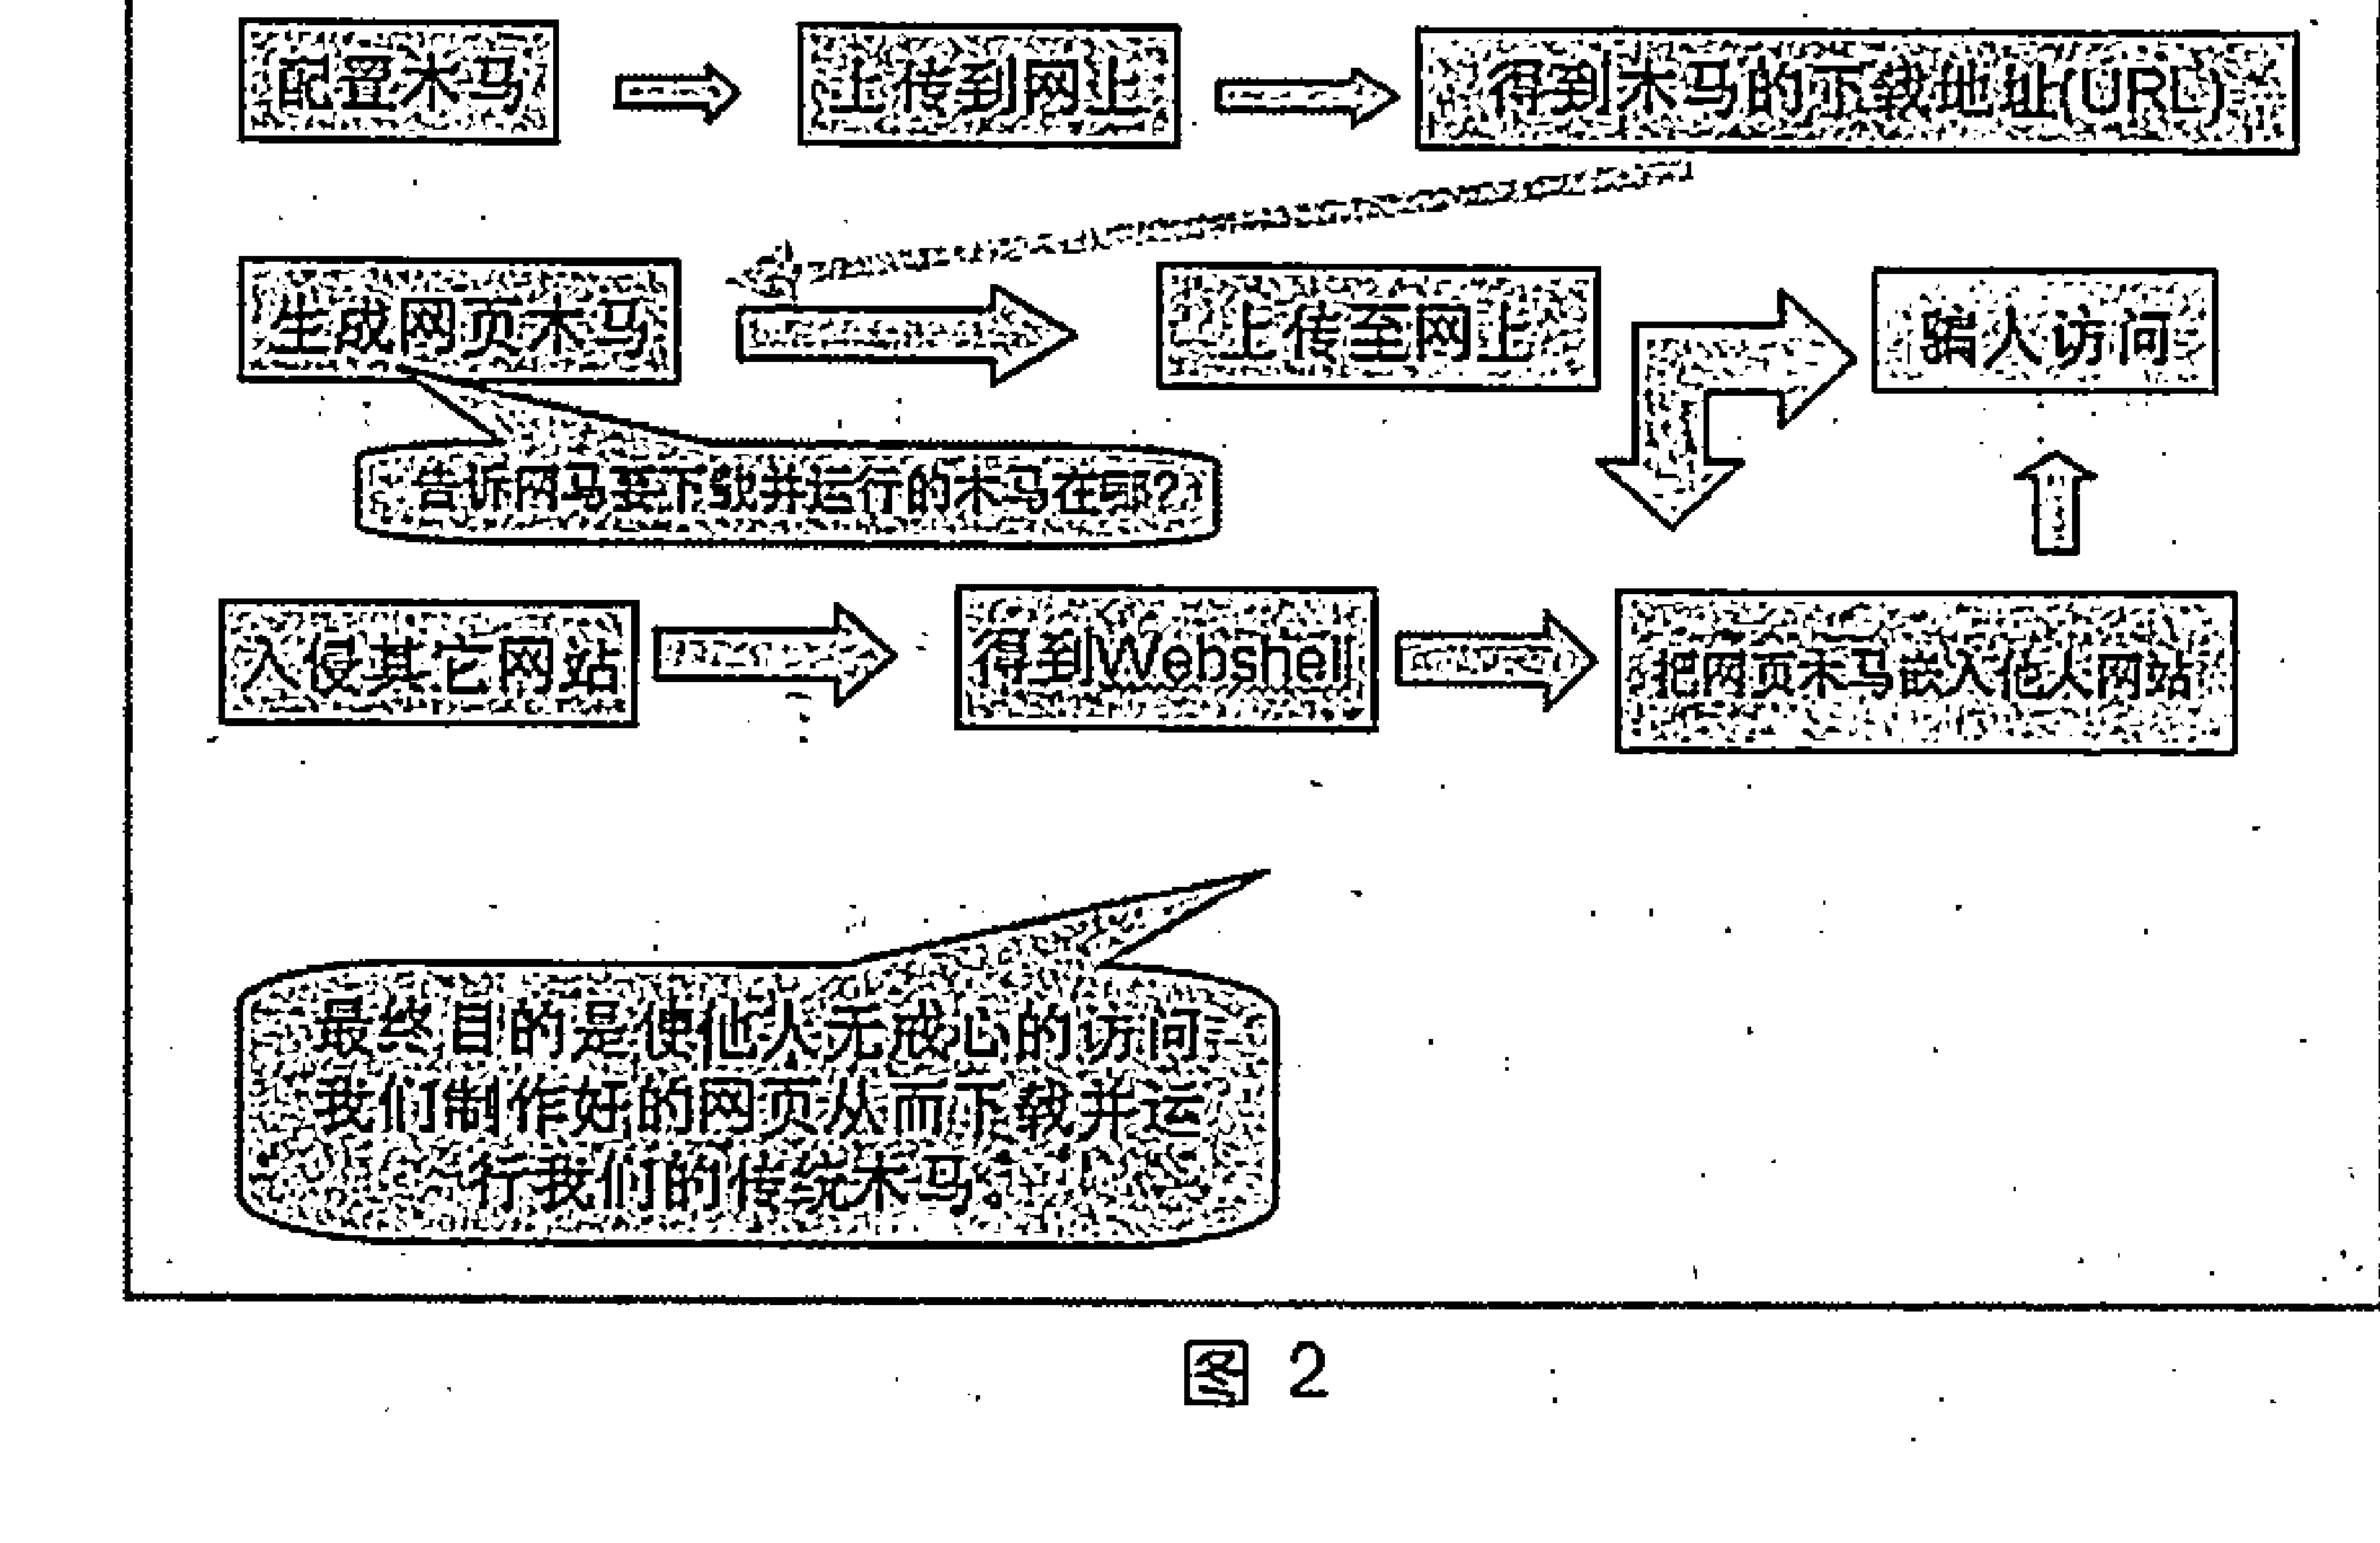 配置木马
上传到网上
得到木马的下载地址(URL)
生成网页木马
上传至网上
骗人访问
告诉网马要下载并运行的木马在哪?
入侵其它网站
得到Webshell
把网页木马嵌入他人网站
最终目的是使他人无戒心的访问
我们制作好的网页从而下载并运
行我们的传统木马。
图 2